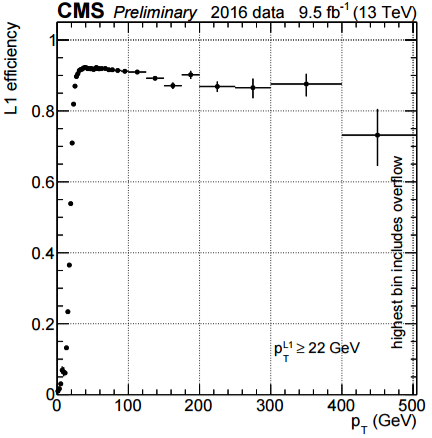 CMS Preliminary 2016 data 9.5 fb⁻¹ (13 TeV)
L1 efficiency
1
0.8
0.6
0.4
0.2
0
0 100 200 300 400 500
p_T (GeV)
p_T^L1 ≥ 22 GeV
highest bin includes overflow